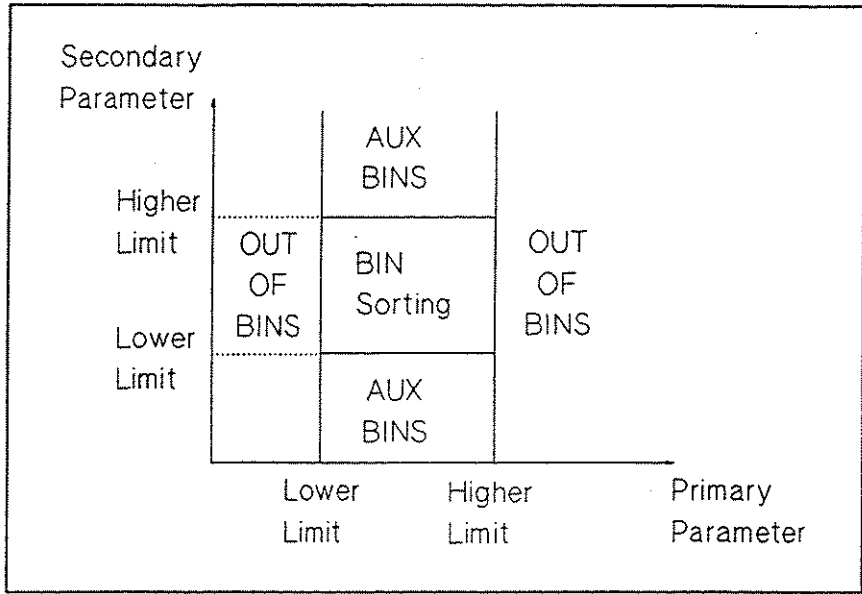 Secondary
Parameter
AUX
BINS
Higher
Limit
OUT
OF
BINS
BIN
Sorting
OUT
OF
BINS
Lower
Limit
AUX
BINS
Lower
Limit
Higher
Limit
Primary
Parameter